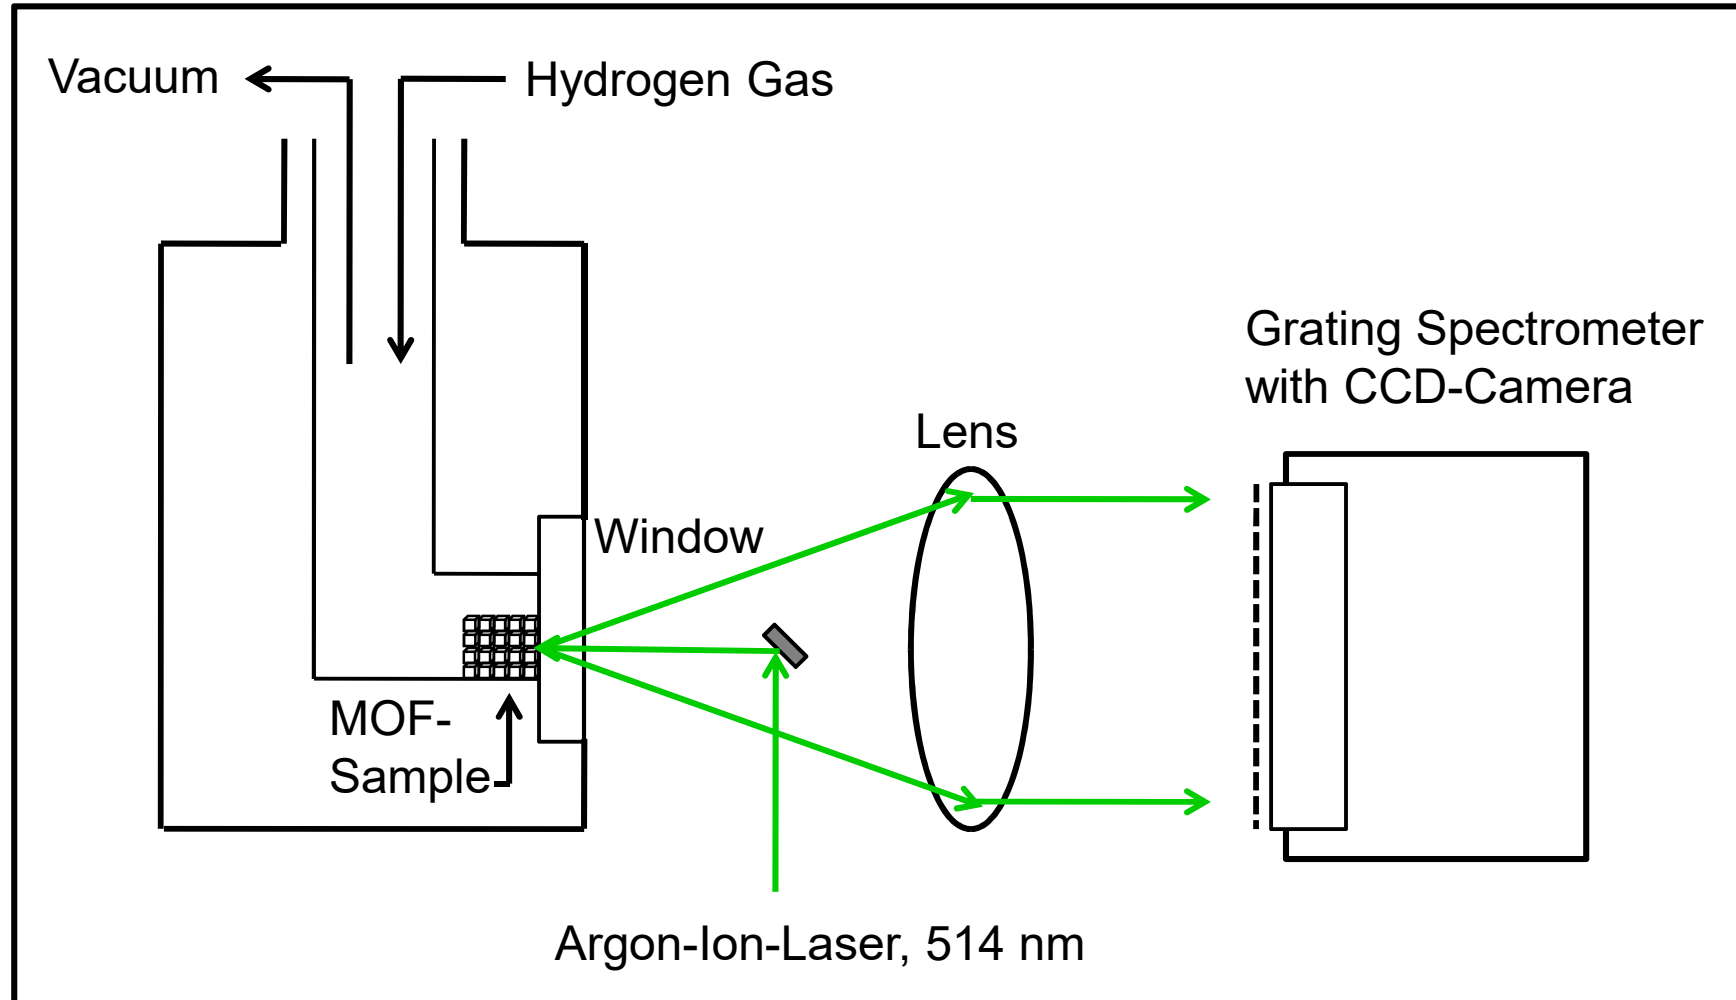 Vacuum
Hydrogen Gas
Grating Spectrometer
with CCD-Camera
Lens
Window
MOF-
Sample
Argon-Ion-Laser, 514 nm